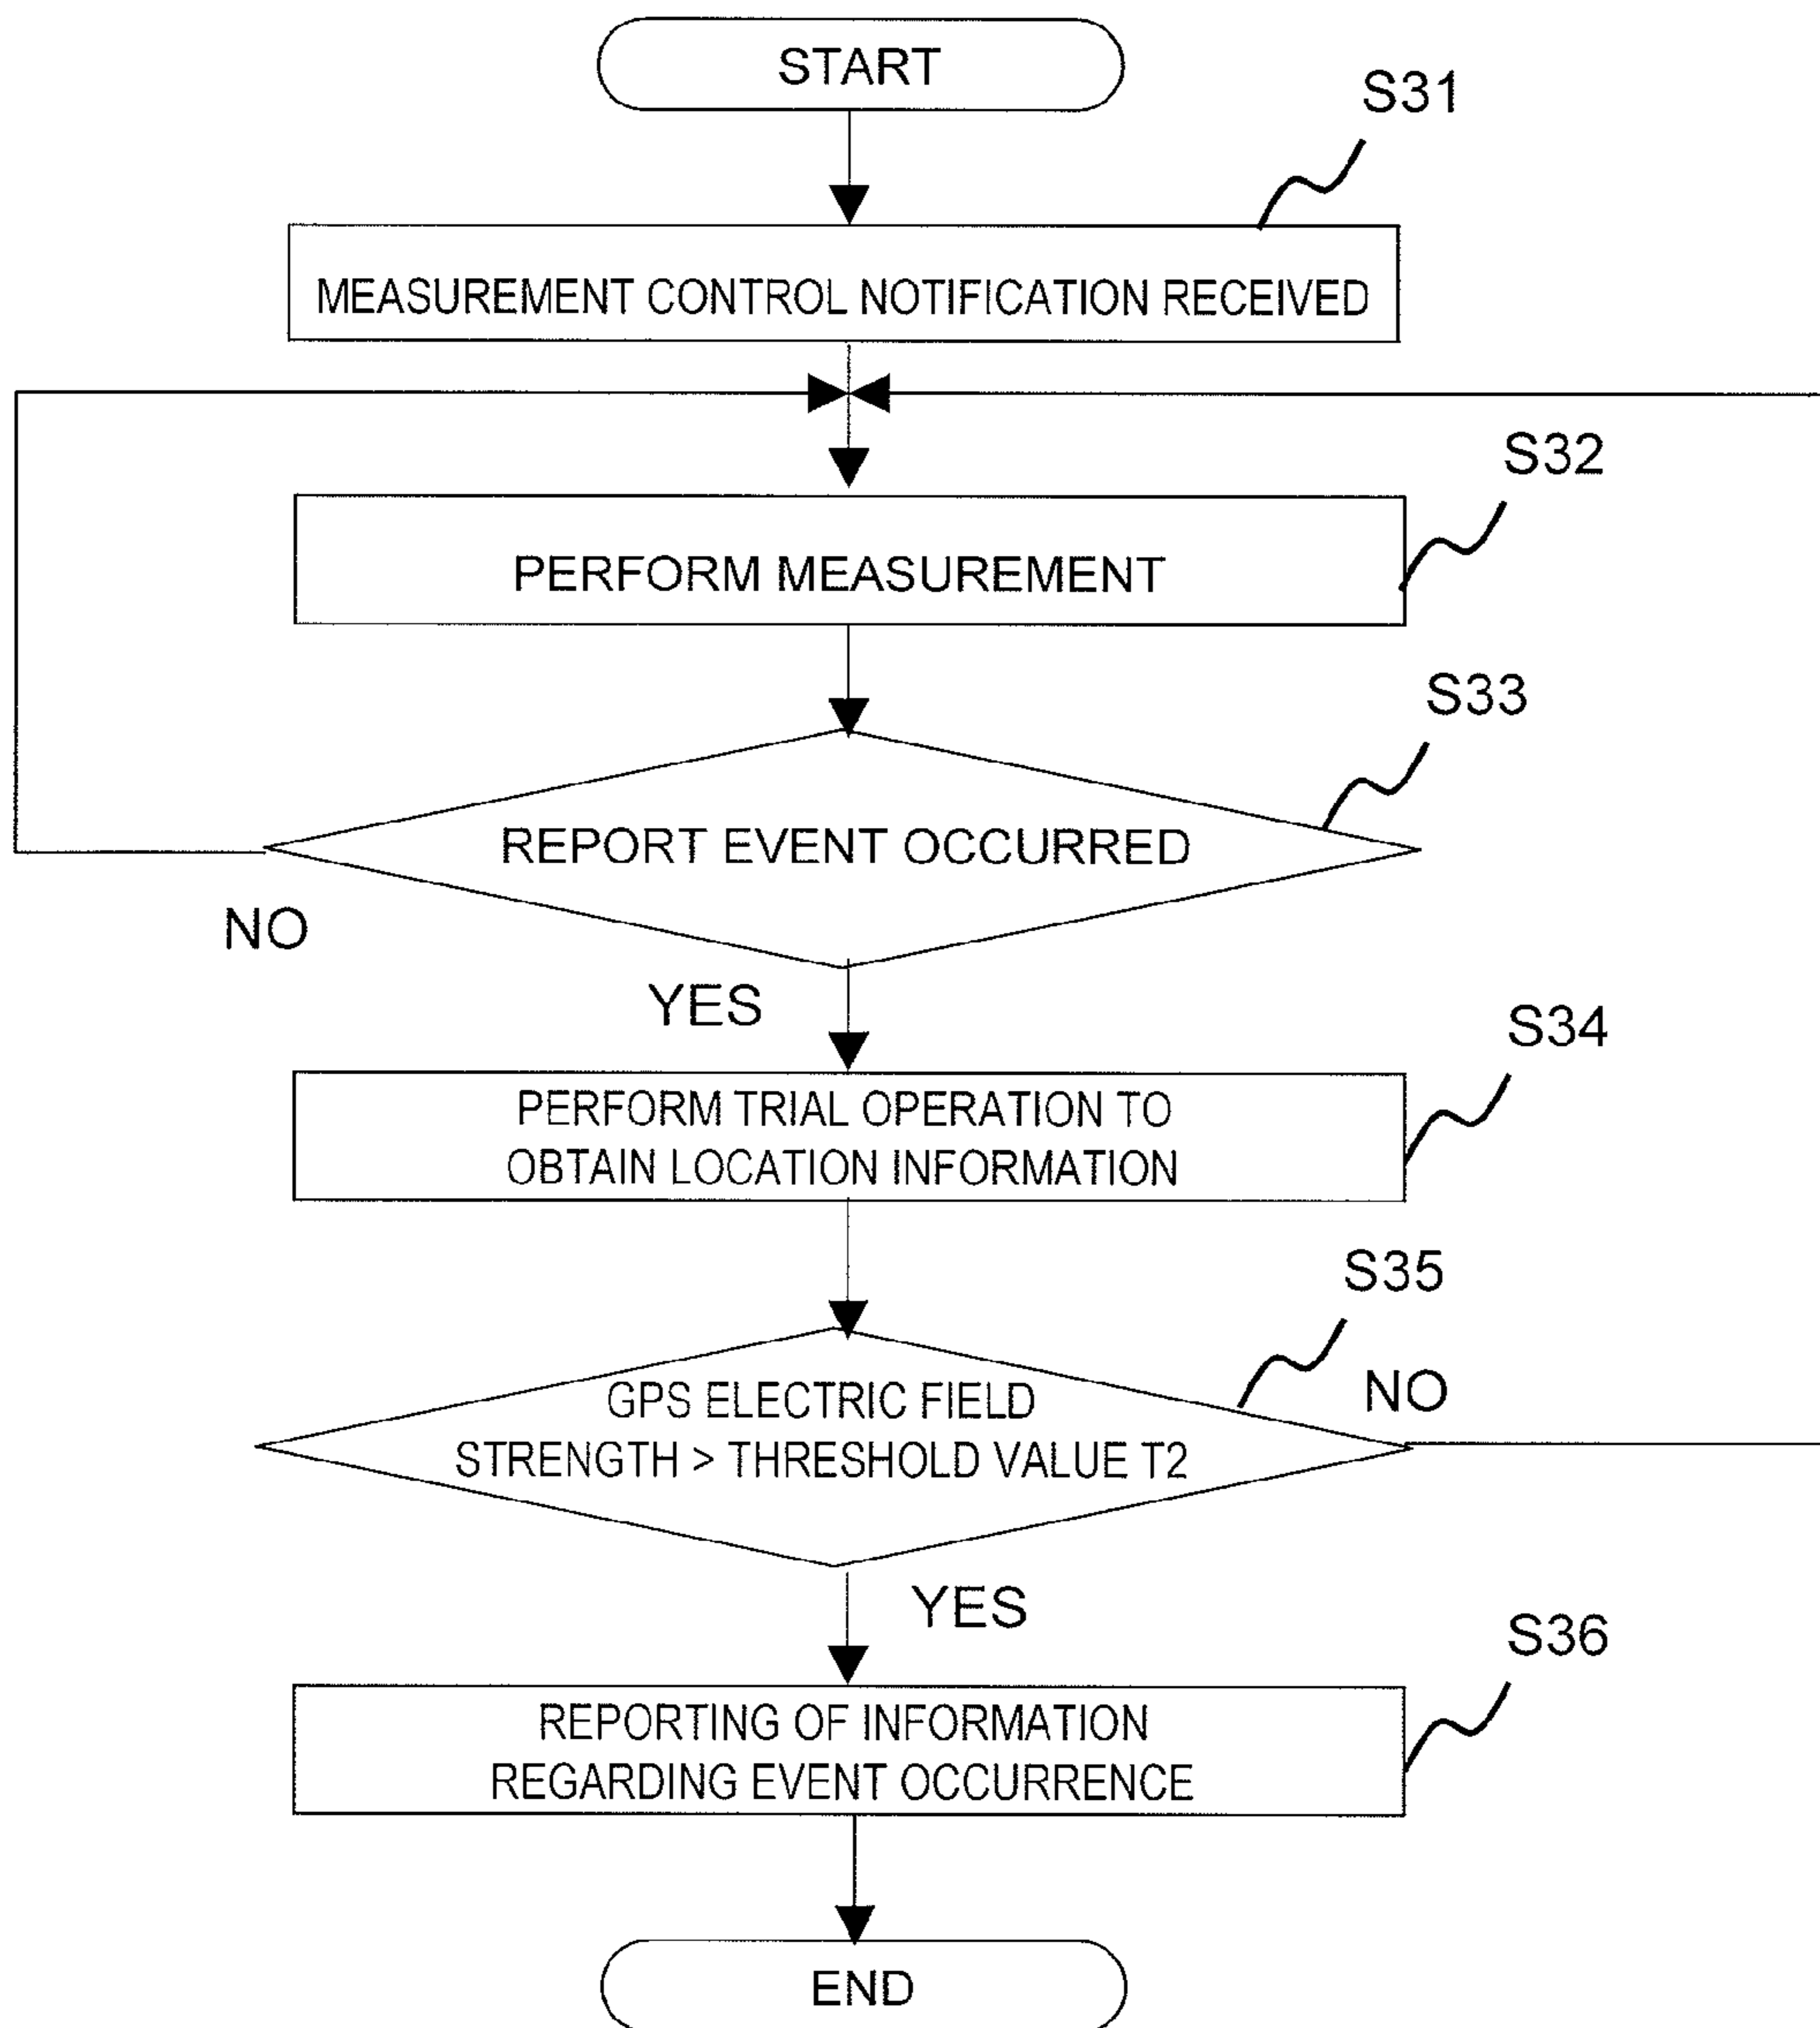 START
S31
MEASUREMENT CONTROL NOTIFICATION RECEIVED
S32
PERFORM MEASUREMENT
S33
REPORT EVENT OCCURRED
NO
YES
S34
PERFORM TRIAL OPERATION TO
OBTAIN LOCATION INFORMATION
S35
GPS ELECTRIC FIELD
STRENGTH > THRESHOLD VALUE T2
NO
YES
S36
REPORTING OF INFORMATION
REGARDING EVENT OCCURRENCE
END